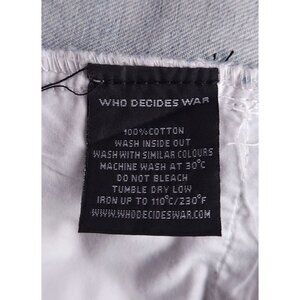 WHO DECIDES WAR
100%COTTON
WASH INSIDE OUT
WASH WITH SIMILAR COLOURS
MACHINE WASH AT 30°C
DO NOT BLEACH
TUMBLE DRY LOW
IRON UP TO 110°C/230°F
WWW.WHODECIDESWAR.COM